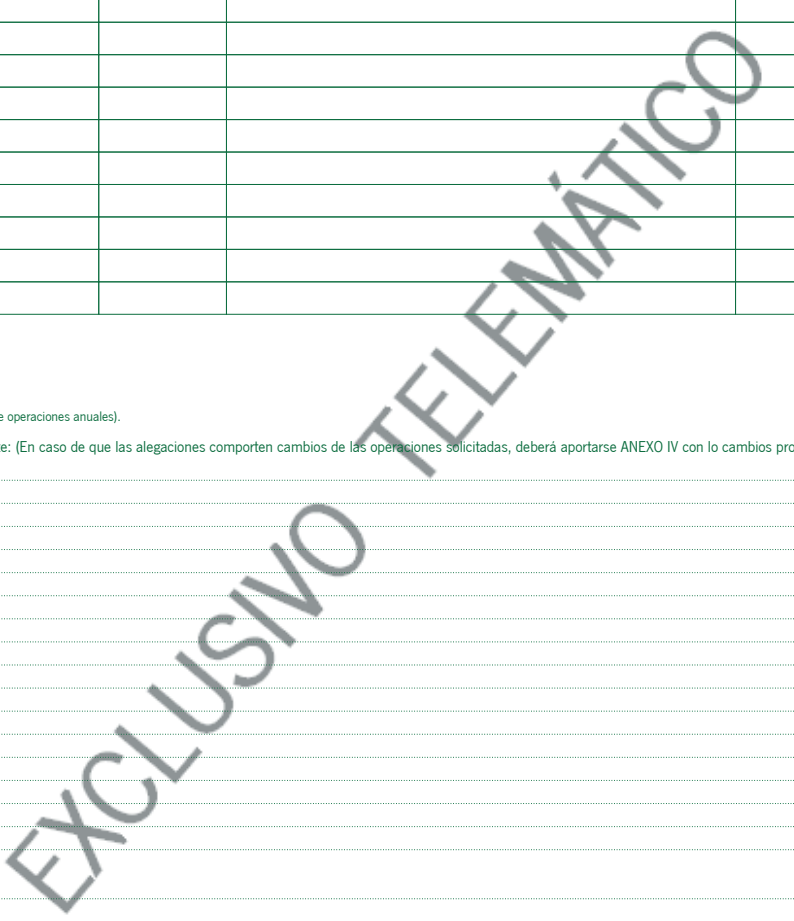 e operaciones anuales).
te: (En caso de que las alegaciones comporten cambios de las operaciones solicitadas, deberá aportarse ANEXO IV con lo cambios pro
EXCLUSIVO TELEMÁTICO